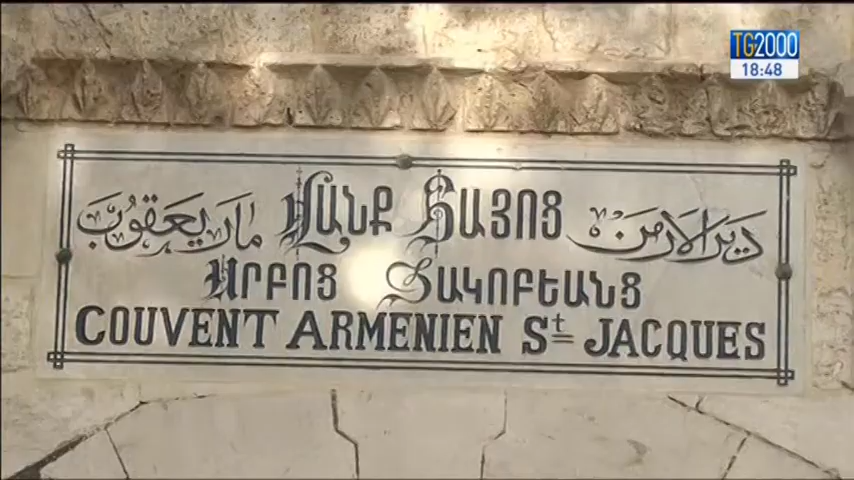 TG2000
18:48
دير الارمن ՎԱՆՔ ՀԱՅՈՑ مار يعقوب
ՍՐԲՈՑ ՅԱԿՈԲԵԱՆՑ
COUVENT ARMENIEN St JACQUES